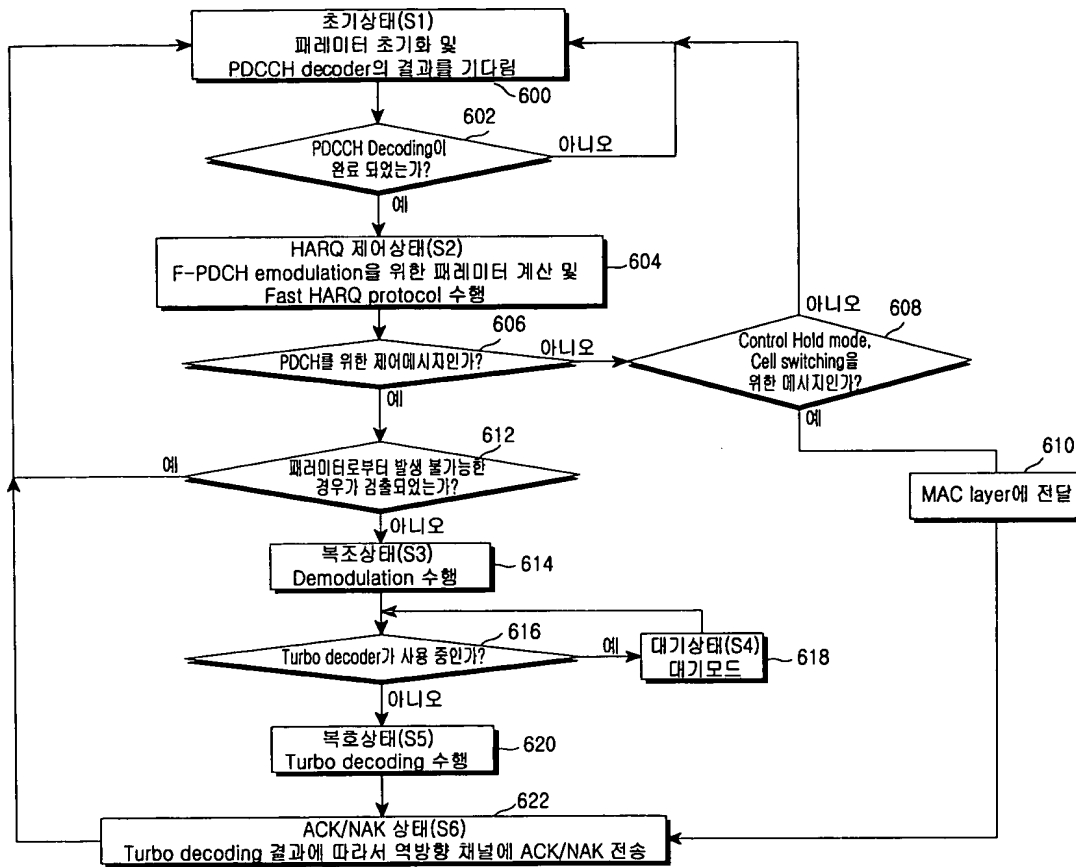 초기상태(S1)
패레미터 초기화 및
PDCCH decoder의 결과를 기다림
600
602
PDCCH Decoding이
완료 되었는가?
아니오
예
HARQ 제어상태(S2)
F-PDCH emodulation을 위한 패레미터 계산 및
Fast HARQ protocol 수행
604
606
PDCH를 위한 제어메시지인가?
아니오
예
아니오
608
Control Hold mode,
Cell switching을
위한 메시지인가?
예
610
MAC layer에 전달
612
패러미터로부터 발생 불가능한
경우가 검출되었는가?
예
아니오
복조상태(S3)
Demodulation 수행
614
616
Turbo decoder가 사용 중인가?
예
대기상태(S4)
대기모드
618
아니오
복호상태(S5)
Turbo decoding 수행
620
622
ACK/NAK 상태(S6)
Turbo decoding 결과에 따라서 역방향 채널에 ACK/NAK 전송